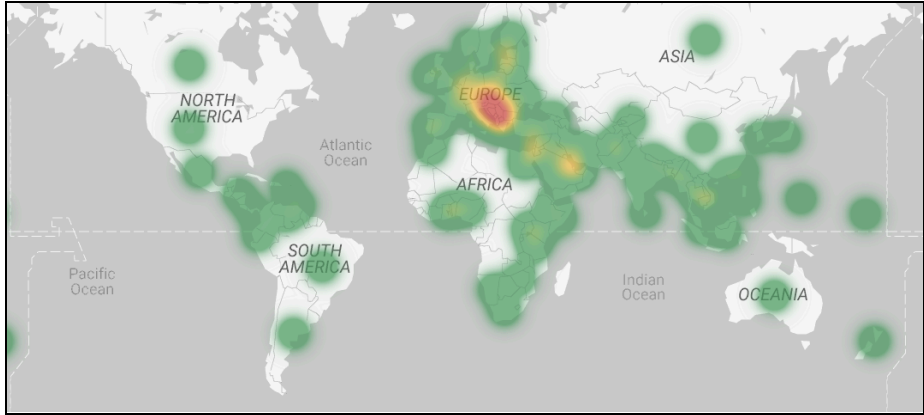 ASIA
EUROPE
NORTH
AMERICA
Atlantic
Ocean
AFRICA
SOUTH
AMERICA
Pacific
Ocean
Indian
Ocean
OCEANIA